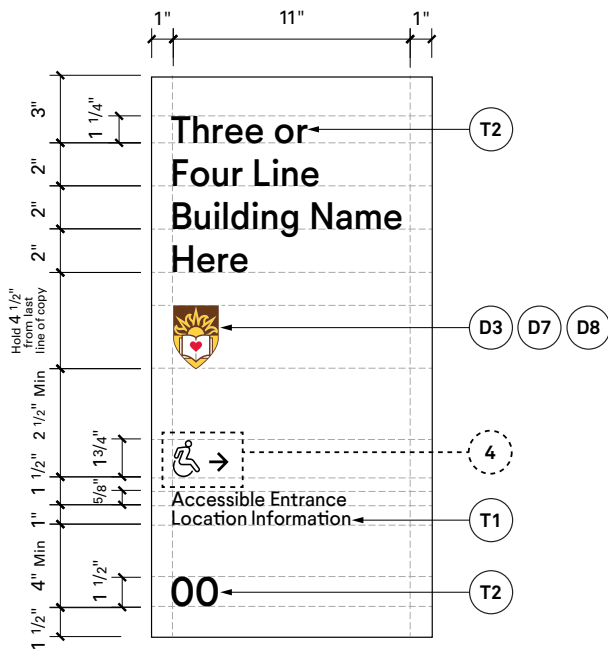 1" 11" 1"
3"
1 1/4"
Three or
T2
2"
Four Line
2"
Building Name
2"
Here
Hold 4 1/2"
from last
line of copy
D3 D7 D8
2 1/2" Min
1 3/4"
4
1 1/2"
5/8"
Accessible Entrance
1"
Location Information
T1
4" Min
1 1/2"
00
T2
1 1/2"